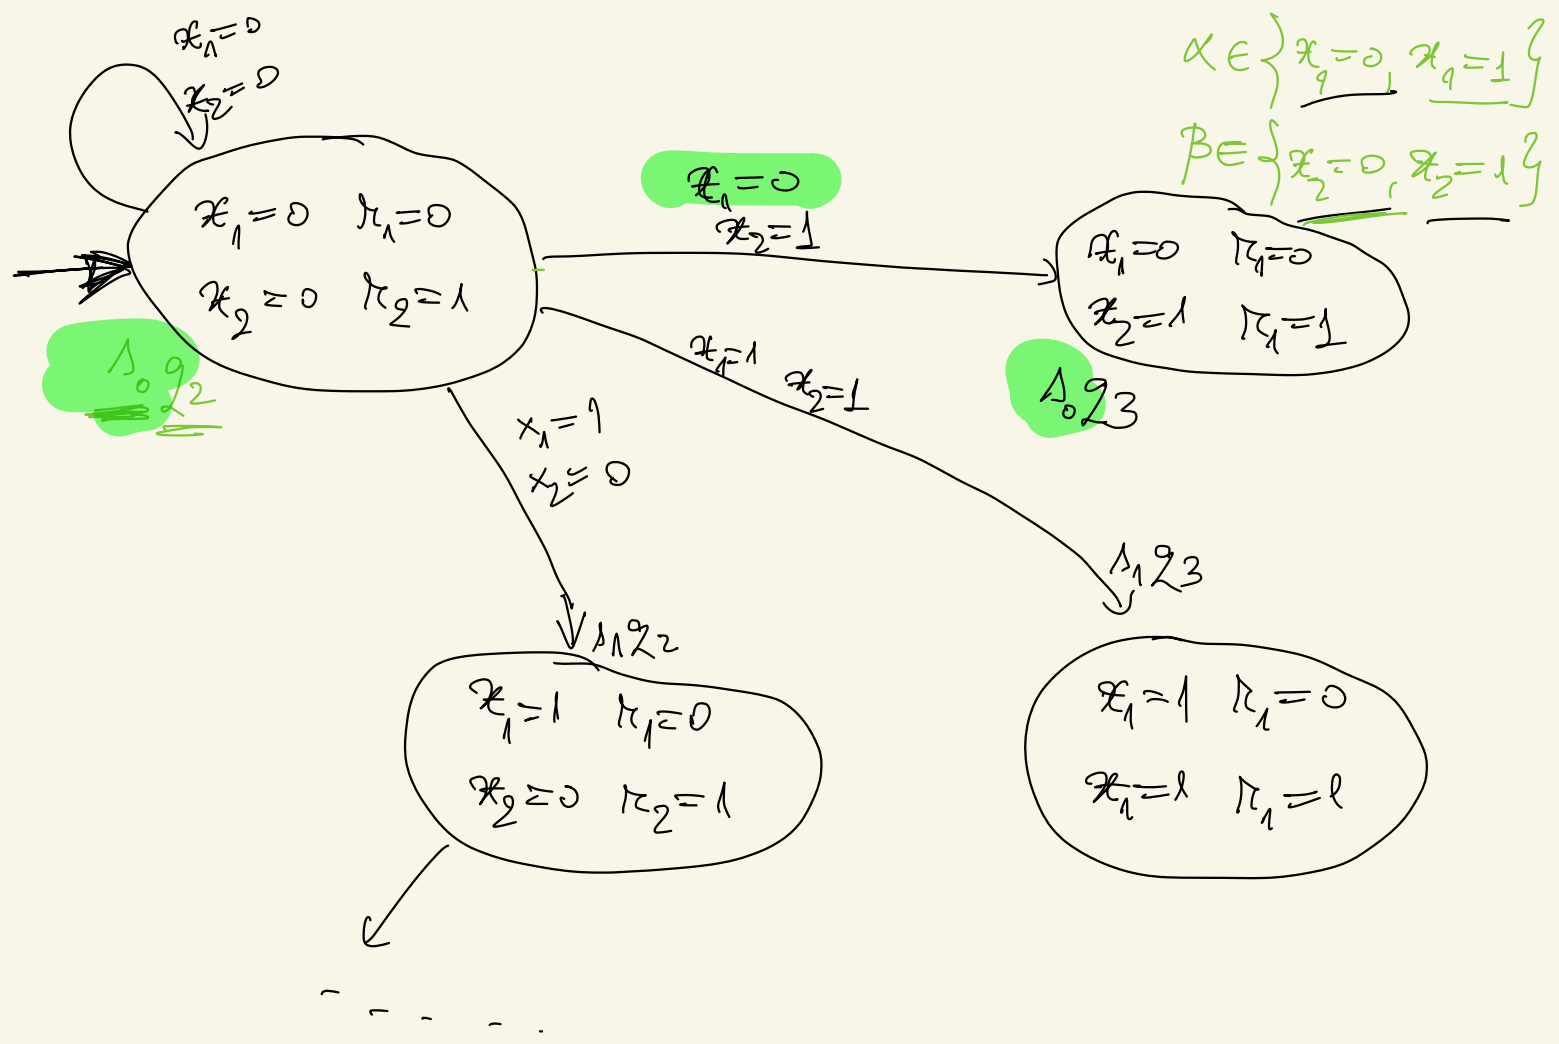 x₁=0
x₂=0
α∈{x₁=0, x₁=1}
β∈{x₂=0, x₂=1}
x₁=0 r₁=0
x₂=0 r₂=1
s₀q₂
x₁=0
x₂=1
x₁=0 r₁=0
x₂=1 r₁=1
s₀q₃
x₁=1 x₂=1
x₁=1
x₂=0
s₁q₃
s₁q₂
x₁=1 r₁=0
x₂=0 r₂=1
x₁=1 r₁=0
x₁=1 r₁=1